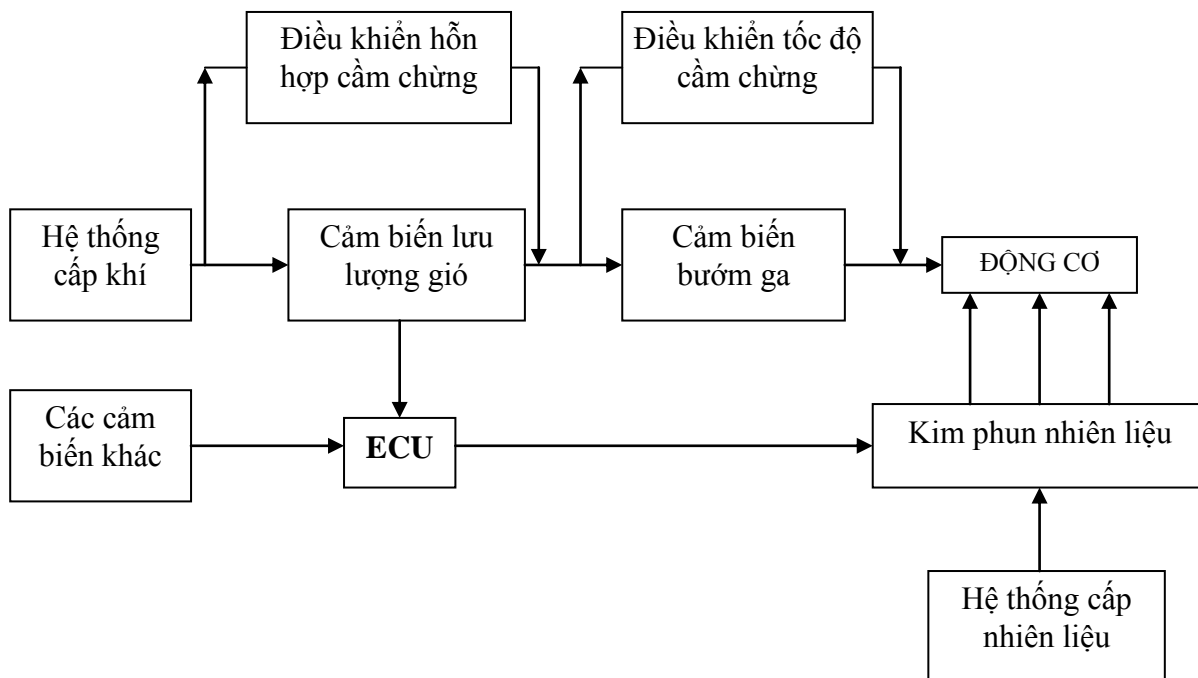 Điều khiển hỗn
hợp cầm chừng
Điều khiển tốc độ
cầm chừng
Hệ thống
cấp khí
Cảm biến lưu
lượng gió
Cảm biến
bướm ga
ĐỘNG CƠ
Các cảm
biến khác
ECU
Kim phun nhiên liệu
Hệ thống cấp
nhiên liệu